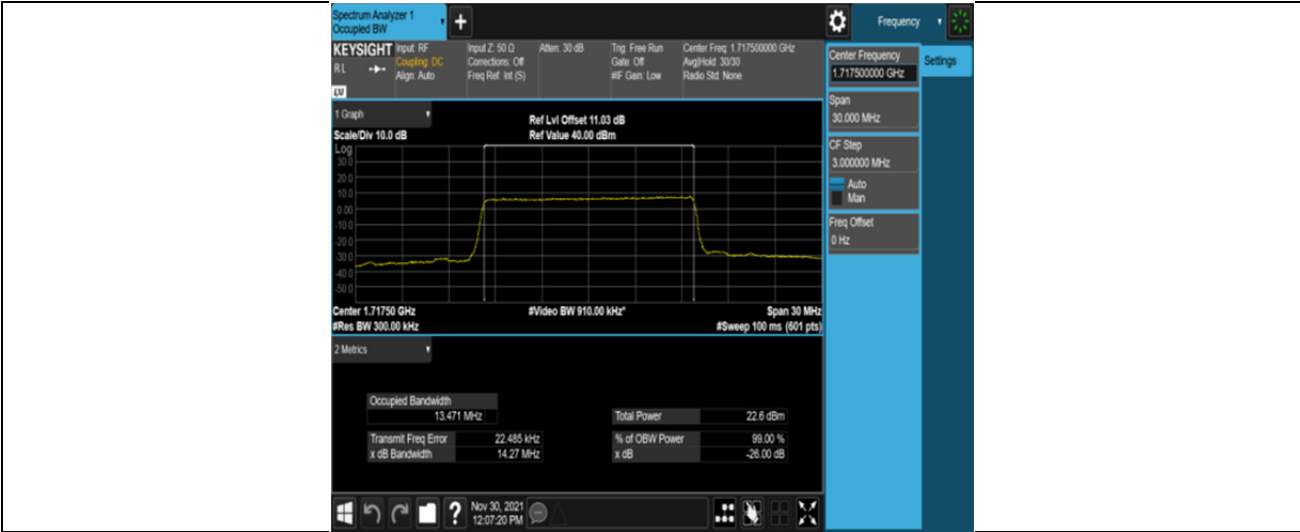 Spectrum Analyzer 1
Occupied BW
+
Frequency
KEYSIGHT
R L
Input: RF
Coupling: DC
Align: Auto
Input Z: 50 Ω
Corrections: Off
Freq Ref: Int (S)
Atten: 30 dB
Trig: Free Run
Gate: Off
#IF Gain: Low
Center Freq: 1.717500000 GHz
Avg|Hold: 30/30
Radio Std: None
1 Graph
Scale/Div 10.0 dB
Ref Lvl Offset 11.03 dB
Ref Value 40.00 dBm
Log
30.0
20.0
10.0
0.00
-10.0
-20.0
-30.0
-40.0
-50.0
Center 1.71750 GHz
#Res BW 300.00 kHz
#Video BW 910.00 kHz*
Span 30 MHz
#Sweep 100 ms (601 pts)
2 Metrics
Occupied Bandwidth
13.471 MHz
Transmit Freq Error 22.485 kHz
x dB Bandwidth 14.27 MHz
Total Power 22.6 dBm
% of OBW Power 99.00 %
x dB -26.00 dB
Center Frequency
1.717500000 GHz
Span
30.000 MHz
CF Step
3.000000 MHz
Auto
Man
Freq Offset
0 Hz
Settings
?
Nov 30, 2021
12:07:20 PM